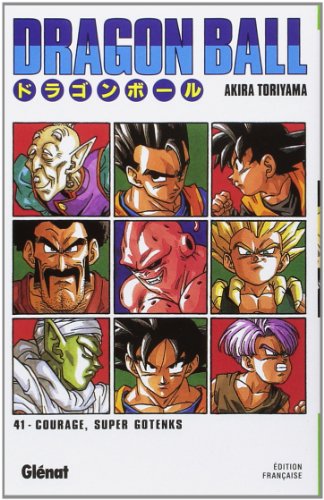 DRAGON BALL
ドラゴンボール
AKIRA TORIYAMA
41 - COURAGE, SUPER GOTENKS
Glénat
ÉDITION
FRANÇAISE